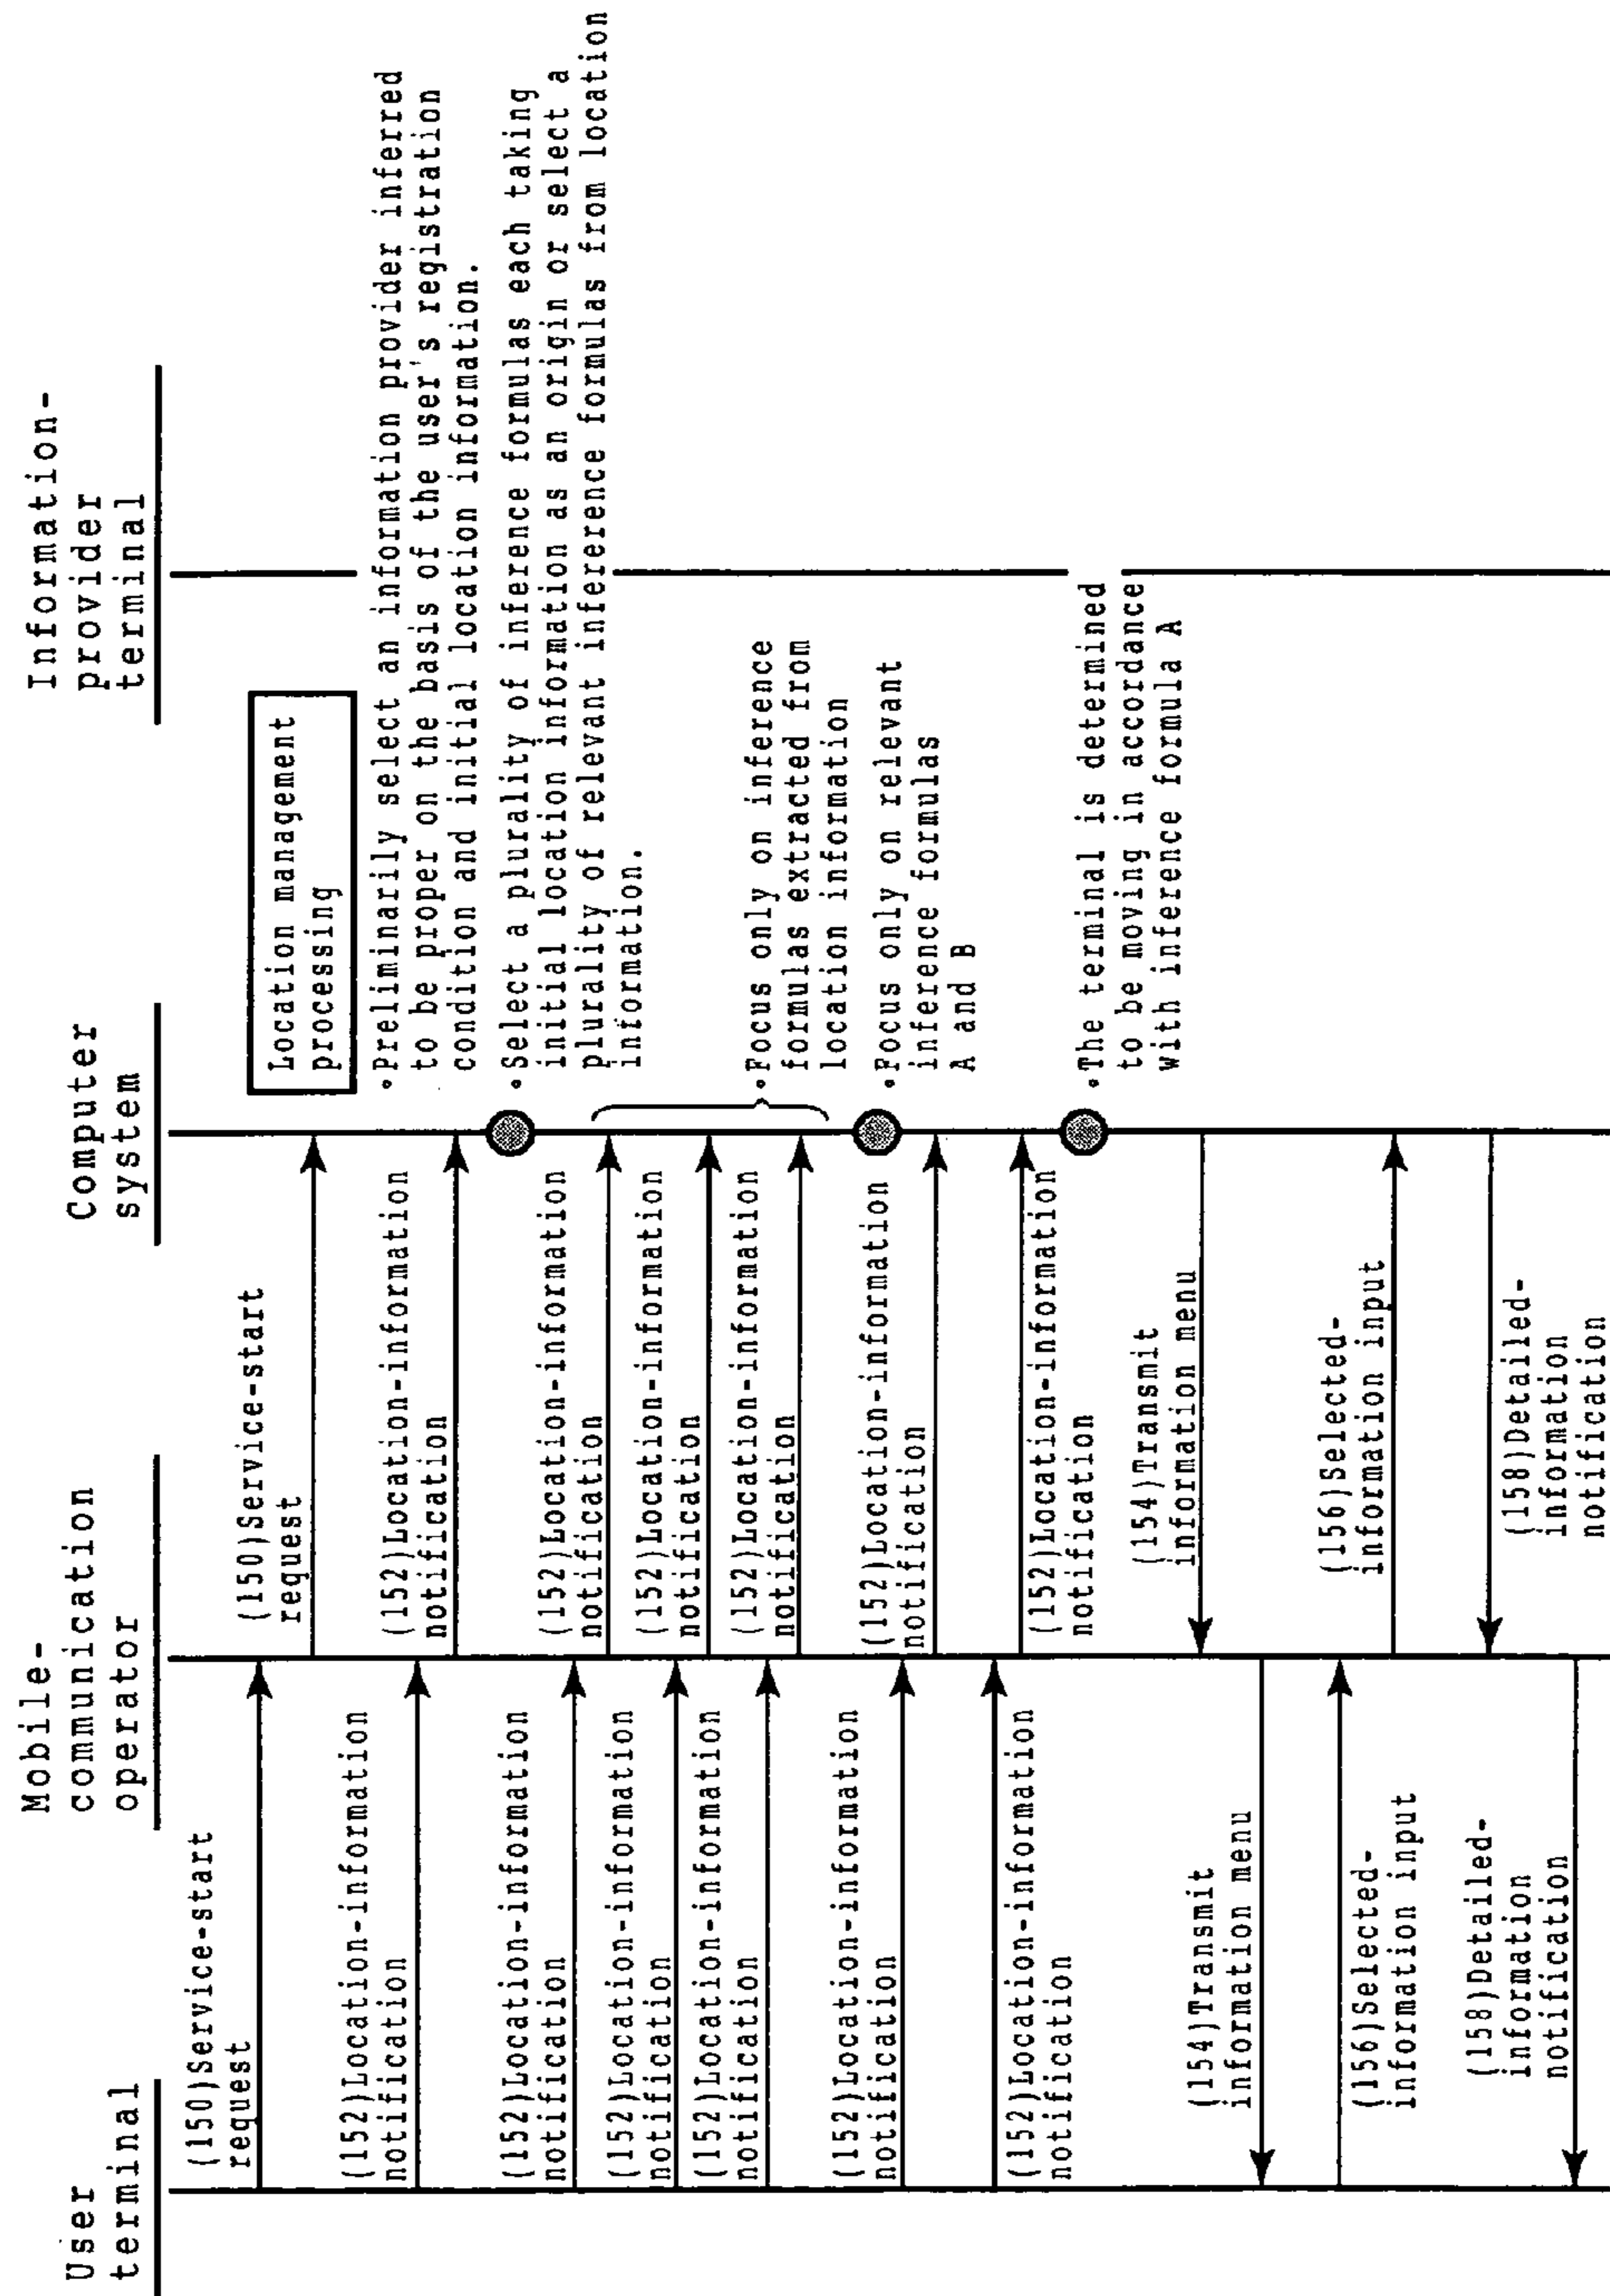 User
terminal
Mobile-
communication
operator
Computer
system
Information-
provider
terminal
(150)Service-start
request
(150)Service-start
request
Location management
processing
(152)Location-information
notification
(152)Location-information
notification
•Preliminarily select an information provider inferred
to be proper on the basis of the user's registration
condition and initial location information.
•Select a plurality of inference formulas each taking
initial location information as an origin or select a
plurality of relevant inference formulas from location
information.
(152)Location-information
notification
(152)Location-information
notification
(152)Location-information
notification
(152)Location-information
notification
(152)Location-information
notification
(152)Location-information
notification
•Focus only on inference
formulas extracted from
location information
(152)Location-information
notification
(152)Location-information
notification
•Focus only on relevant
inference formulas
A and B
(152)Location-information
notification
(152)Location-information
notification
•The terminal is determined
to be moving in accordance
with inference formula A
(154)Transmit
information menu
(154)Transmit
information menu
(156)Selected-
information input
(156)Selected-
information input
(158)Detailed-
information
notification
(158)Detailed-
information
notification